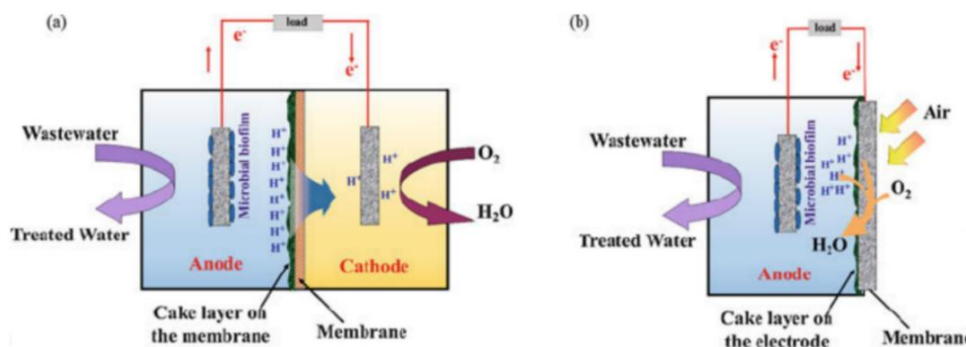 (a)
load
e-
e-
Wastewater
Treated Water
Microbial biofilm
H+
H+
H+
H+
H+
H+
H+
H+
H+
H+
H+
O2
H2O
Anode
Cathode
Cake layer on
the membrane
Membrane
(b)
load
e-
e-
Air
Wastewater
Treated Water
Microbial biofilm
H+
H+ H+
H+
H+H+
O2
H2O
Anode
Cake layer on
the electrode
Membrane